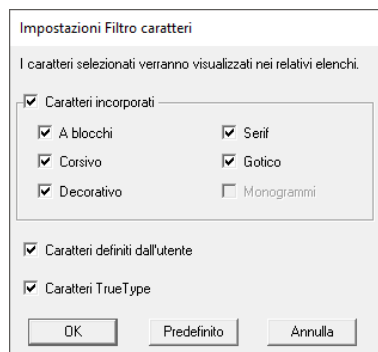 Impostazioni Filtro caratteri
I caratteri selezionati verranno visualizzati nei relativi elenchi.
Caratteri incorporati
A blocchi Serif
Corsivo Gotico
Decorativo Monogrammi
Caratteri definiti dall'utente
Caratteri TrueType
OK Predefinito Annulla